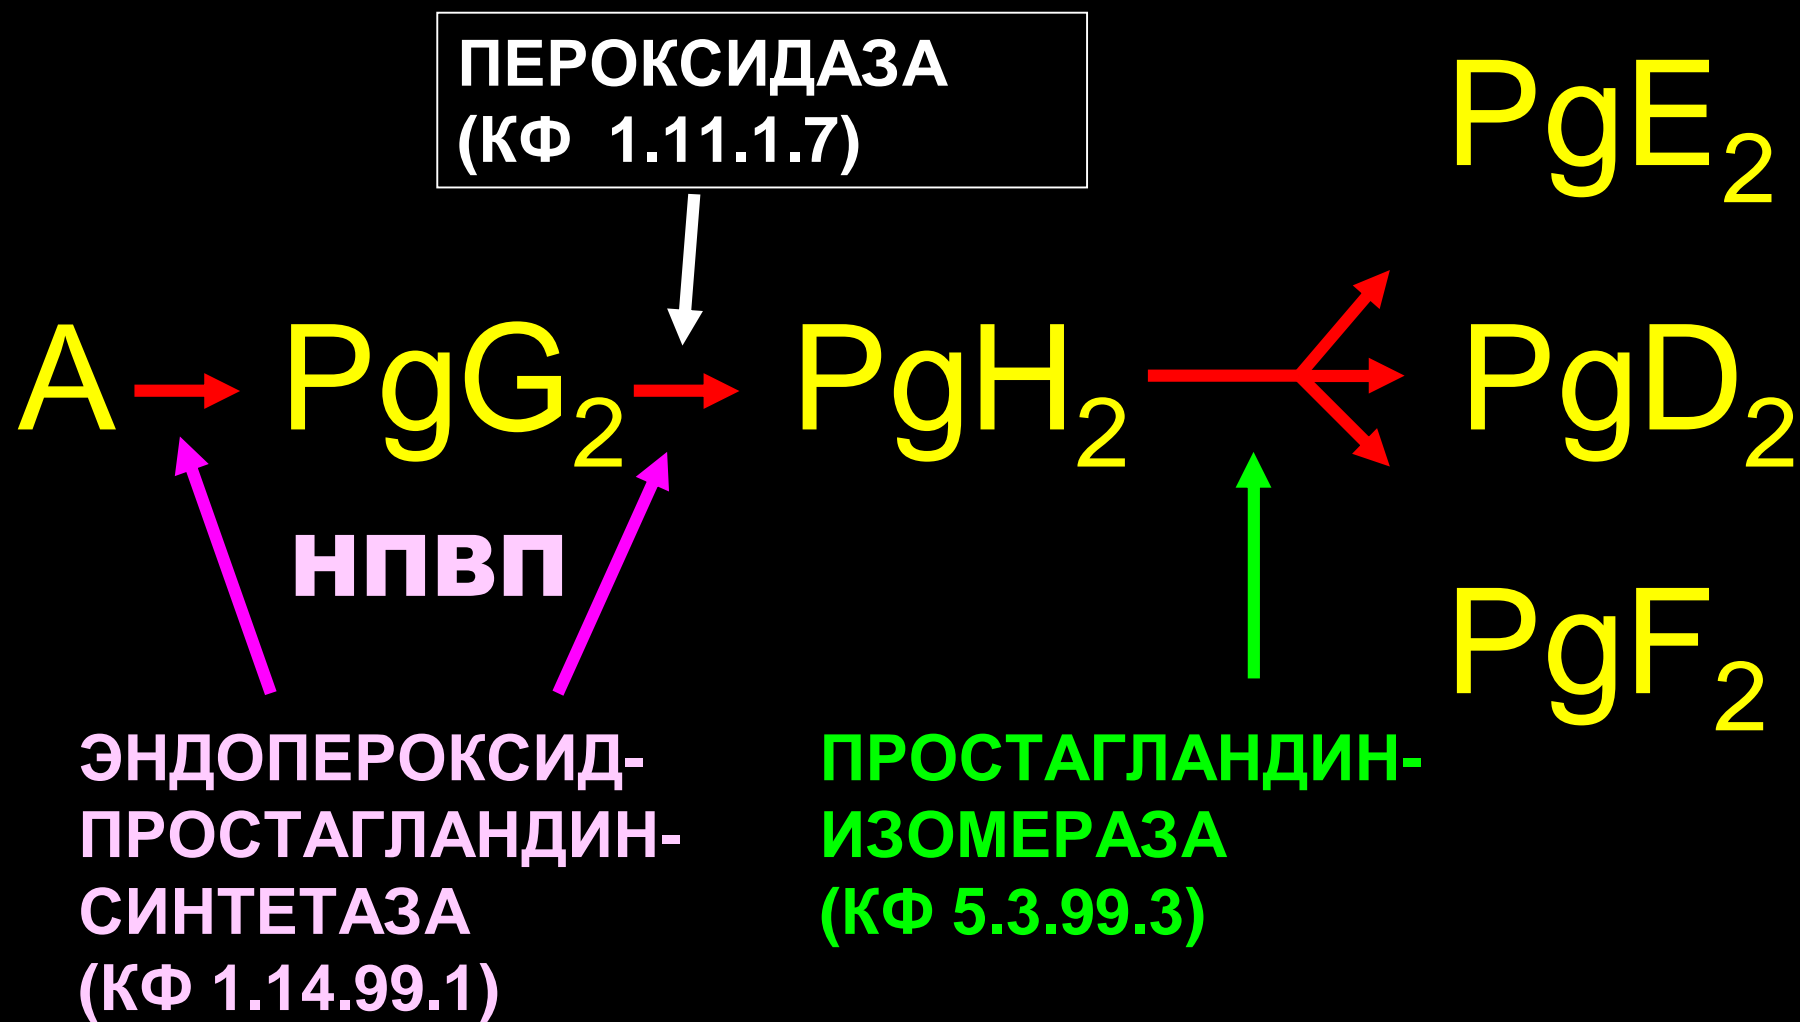 ПЕРОКСИДАЗА
(КФ 1.11.1.7)
PgE₂
A PgG₂ PgH₂ PgD₂
НПВП
PgF₂
ЭНДОПЕРОКСИД-
ПРОСТАГЛАНДИН-
СИНТЕТАЗА
(КФ 1.14.99.1)
ПРОСТАГЛАНДИН-
ИЗОМЕРАЗА
(КФ 5.3.99.3)